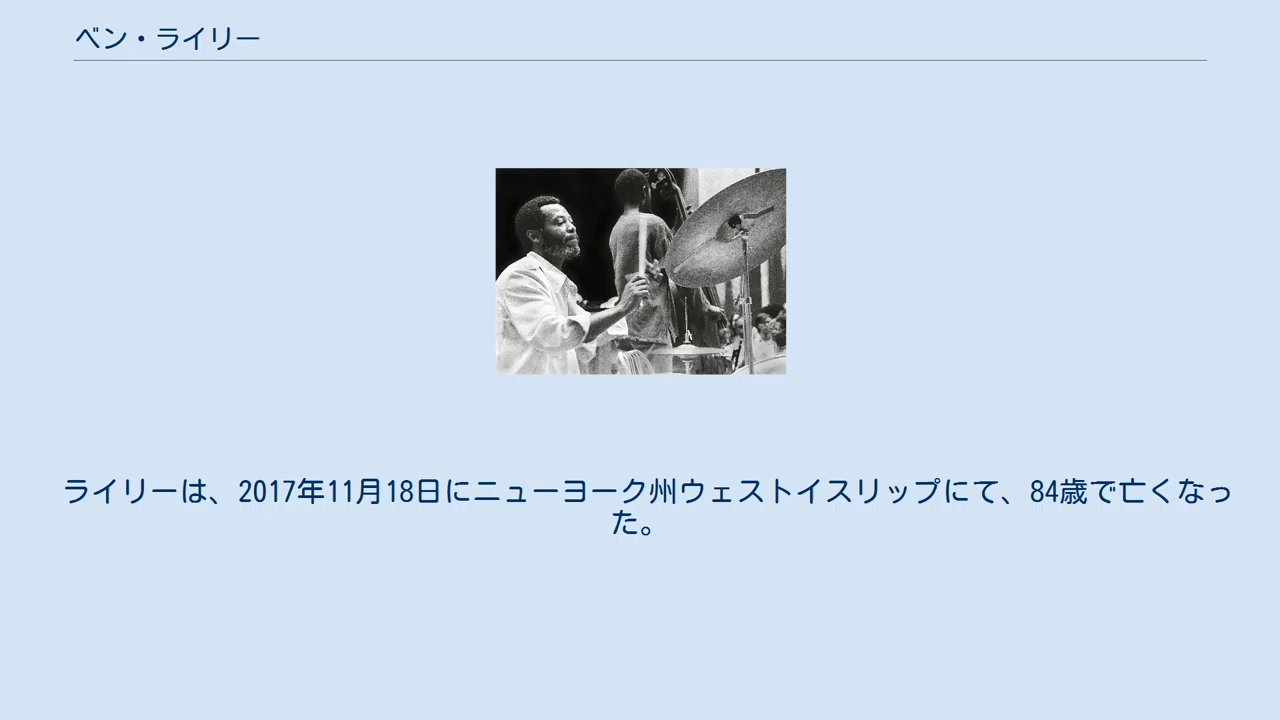 ベン・ライリー
ライリーは、2017年11月18日にニューヨーク州ウェストイスリップにて、84歳で亡くなっ
た。